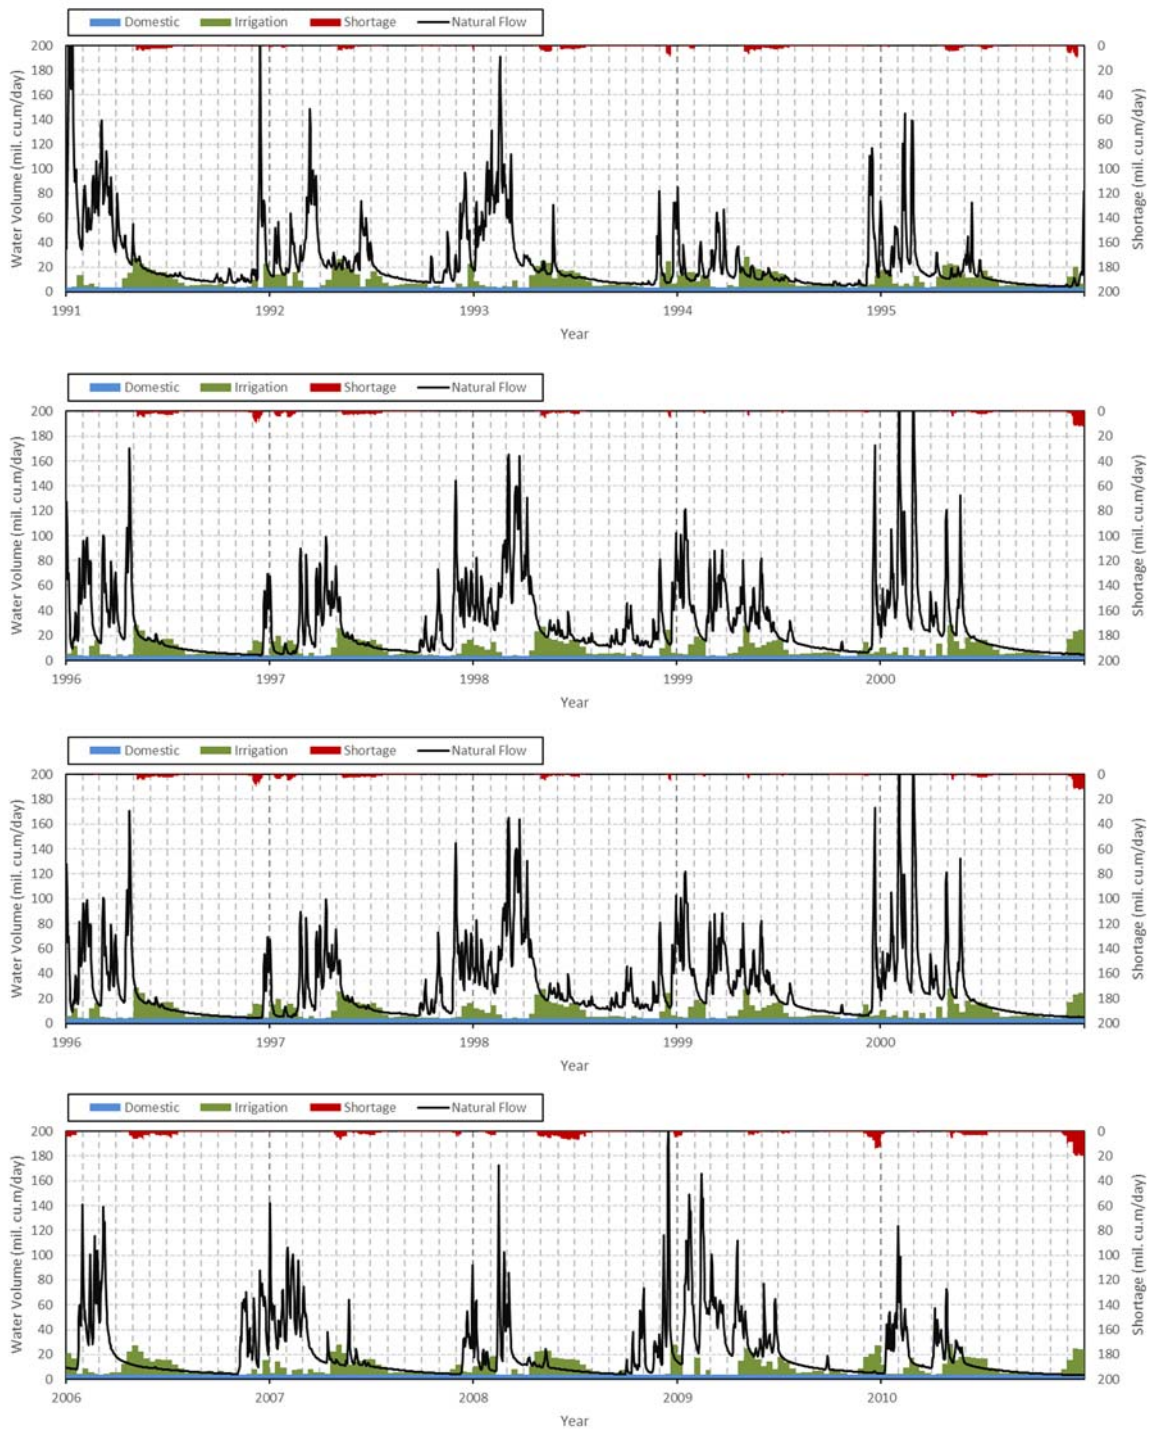 Domestic Irrigation Shortage Natural Flow
200 0
180 20
160 40
140 60
120 80
100 100
80 120
60 140
40 160
20 180
0 200
Water Volume (mil. cu.m/day)
Shortage (mil. cu.m/day)
1991 1992 1993 1994 1995
Year
Domestic Irrigation Shortage Natural Flow
200 0
180 20
160 40
140 60
120 80
100 100
80 120
60 140
40 160
20 180
0 200
Water Volume (mil. cu.m/day)
Shortage (mil. cu.m/day)
1996 1997 1998 1999 2000
Year
Domestic Irrigation Shortage Natural Flow
200 0
180 20
160 40
140 60
120 80
100 100
80 120
60 140
40 160
20 180
0 200
Water Volume (mil. cu.m/day)
Shortage (mil. cu.m/day)
1996 1997 1998 1999 2000
Year
Domestic Irrigation Shortage Natural Flow
200 0
180 20
160 40
140 60
120 80
100 100
80 120
60 140
40 160
20 180
0 200
Water Volume (mil. cu.m/day)
Shortage (mil. cu.m/day)
2006 2007 2008 2009 2010
Year